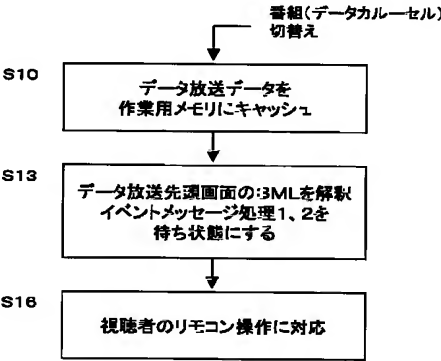 番組(データカルーセル)
切替え
S10
データ放送データを
作業用メモリにキャッシュ
S13
データ放送先頭画面のBMLを解釈
イベントメッセージ処理1、2を
待ち状態にする
S16
視聴者のリモコン操作に対応